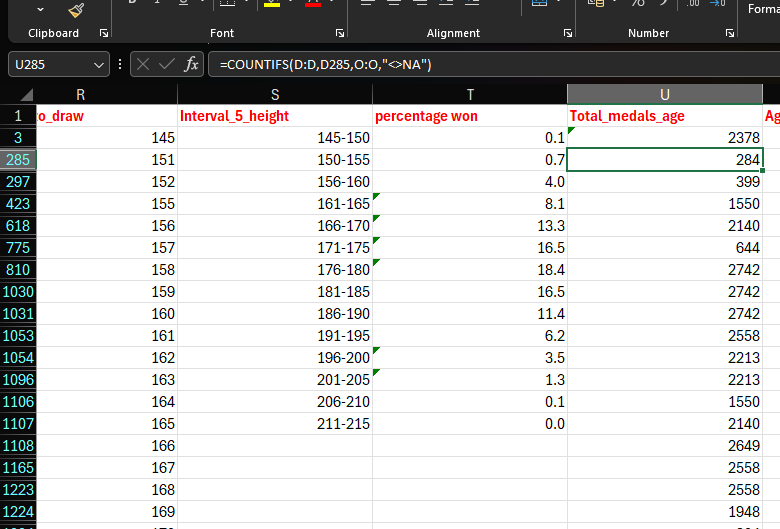 Forma
Clipboard Font Alignment Number
U285 fx =COUNTIFS(D:D,D285,O:O,"<>NA")
R S T U
1 o_draw Interval_5_height percentage won Total_medals_age Ag
3 145 145-150 0.1 2378
285 151 150-155 0.7 284
297 152 156-160 4.0 399
423 155 161-165 8.1 1550
618 156 166-170 13.3 2140
775 157 171-175 16.5 644
810 158 176-180 18.4 2742
1030 159 181-185 16.5 2742
1031 160 186-190 11.4 2742
1053 161 191-195 6.2 2558
1054 162 196-200 3.5 2213
1096 163 201-205 1.3 2213
1106 164 206-210 0.1 1550
1107 165 211-215 0.0 2140
1108 166 2649
1165 167 2558
1223 168 2558
1224 169 1948